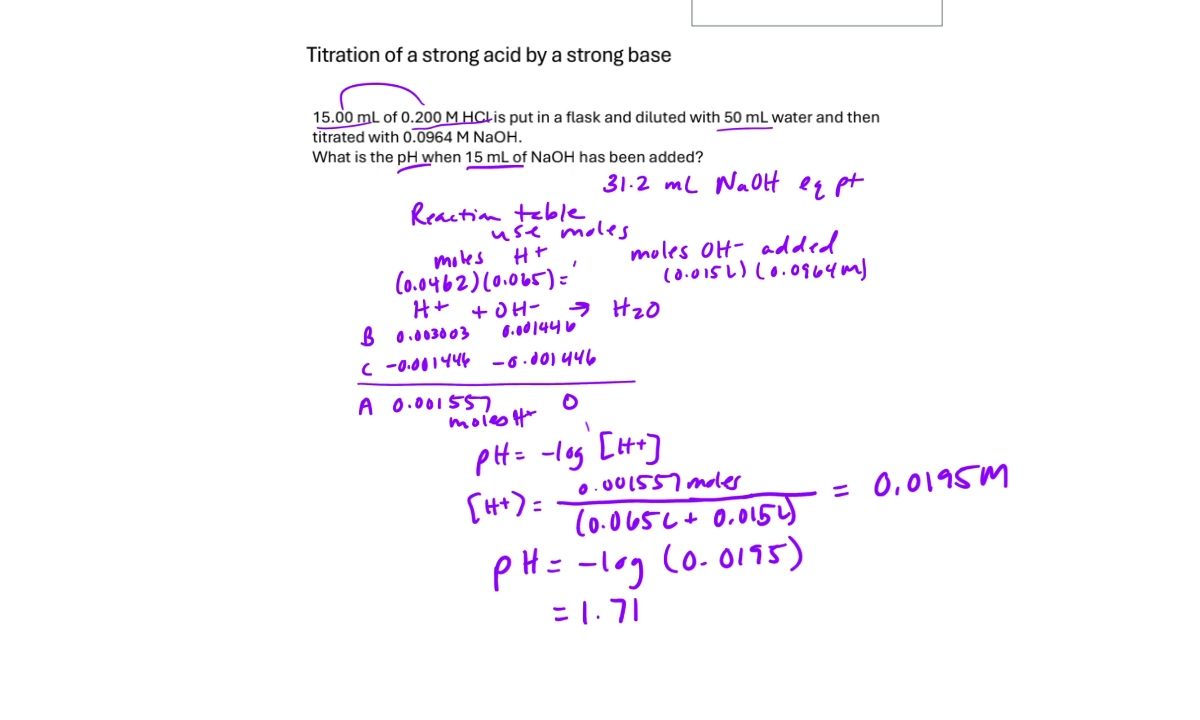 Titration of a strong acid by a strong base
15.00 mL of 0.200 M HCl is put in a flask and diluted with 50 mL water and then
titrated with 0.0964 M NaOH.
What is the pH when 15 mL of NaOH has been added?
31.2 mL NaOH eq pt
Reaction table
use moles
moles H+
moles OH- added
(0.0462)(0.065)=
(0.015L)(0.0964M)
H+ + OH- → H2O
B 0.003003 0.001446
C -0.001446 -0.001446
A 0.001557 0
moles H+
pH = -log [H+]
[H+] = 0.001557 moles / (0.065L + 0.015L) = 0.0195M
pH = -log (0.0195)
= 1.71